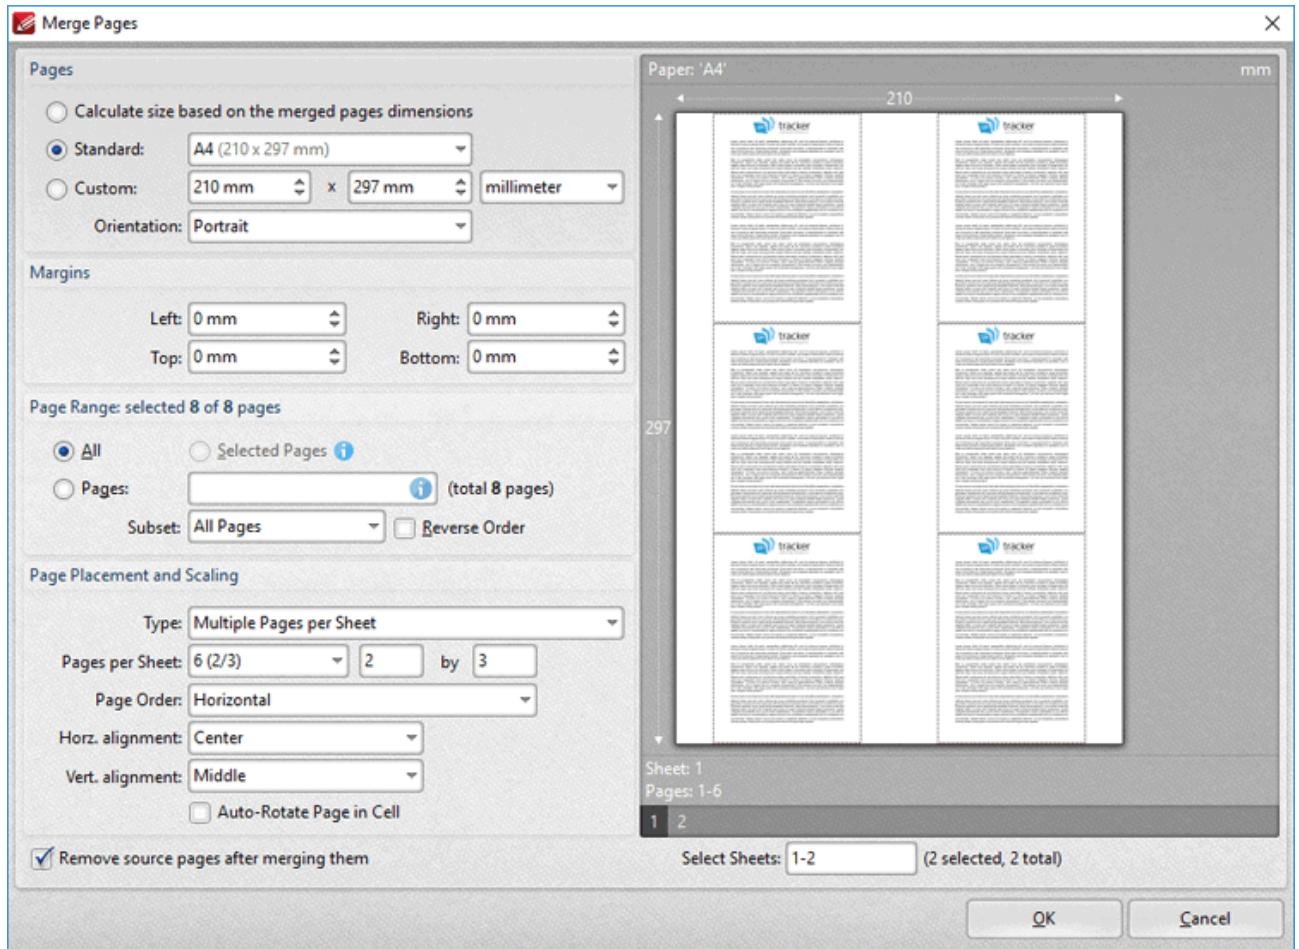 Merge Pages
Pages
Calculate size based on the merged pages dimensions
Standard: A4 (210 x 297 mm)
Custom: 210 mm x 297 mm millimeter
Orientation: Portrait
Margins
Left: 0 mm Right: 0 mm
Top: 0 mm Bottom: 0 mm
Page Range: selected 8 of 8 pages
All Selected Pages
Pages: (total 8 pages)
Subset: All Pages Reverse Order
Page Placement and Scaling
Type: Multiple Pages per Sheet
Pages per Sheet: 6 (2/3) 2 by 3
Page Order: Horizontal
Horz. alignment: Center
Vert. alignment: Middle
Auto-Rotate Page in Cell
Remove source pages after merging them
Paper: 'A4' mm
210
297
tracker tracker
tracker tracker
tracker tracker
Sheet: 1
Pages: 1-6
1 2
Select Sheets: 1-2 (2 selected, 2 total)
OK Cancel